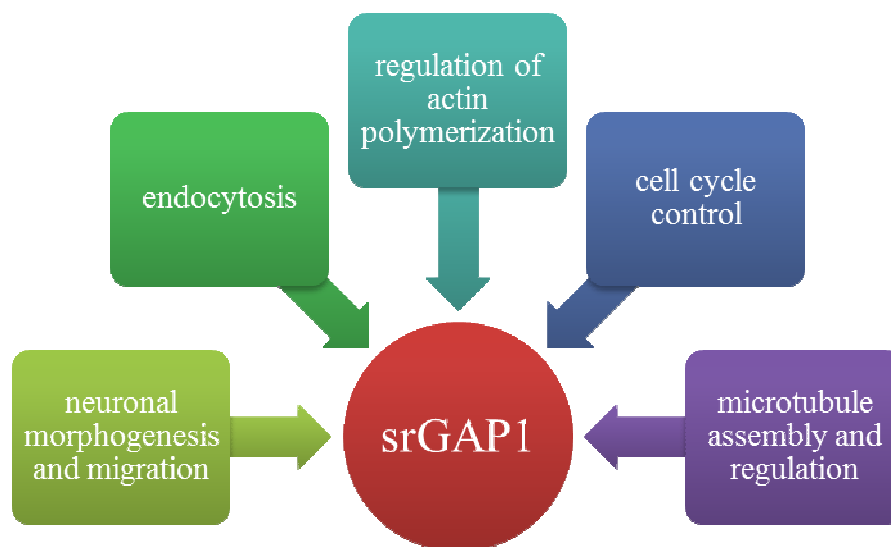 regulation of
actin
polymerization
endocytosis
cell cycle
control
neuronal
morphogenesis
and migration
srGAP1
microtubule
assembly and
regulation